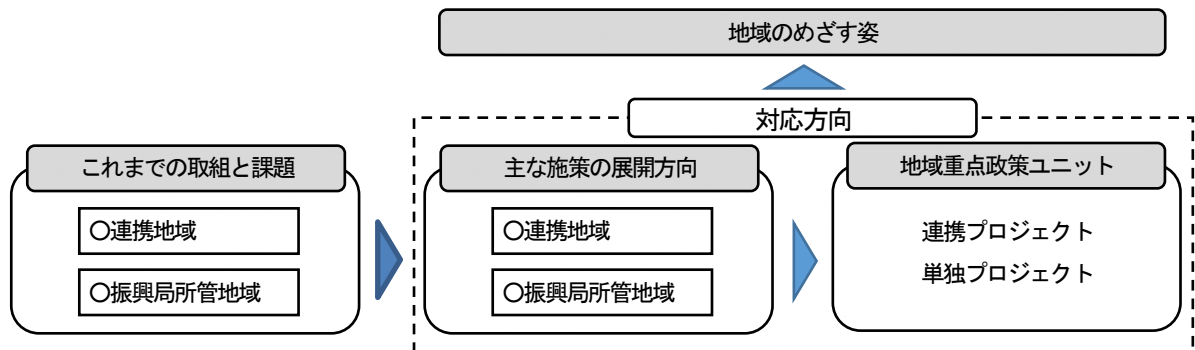 地域のめざす姿
対応方向
これまでの取組と課題
〇連携地域
〇振興局所管地域
主な施策の展開方向
〇連携地域
〇振興局所管地域
地域重点政策ユニット
連携プロジェクト
単独プロジェクト